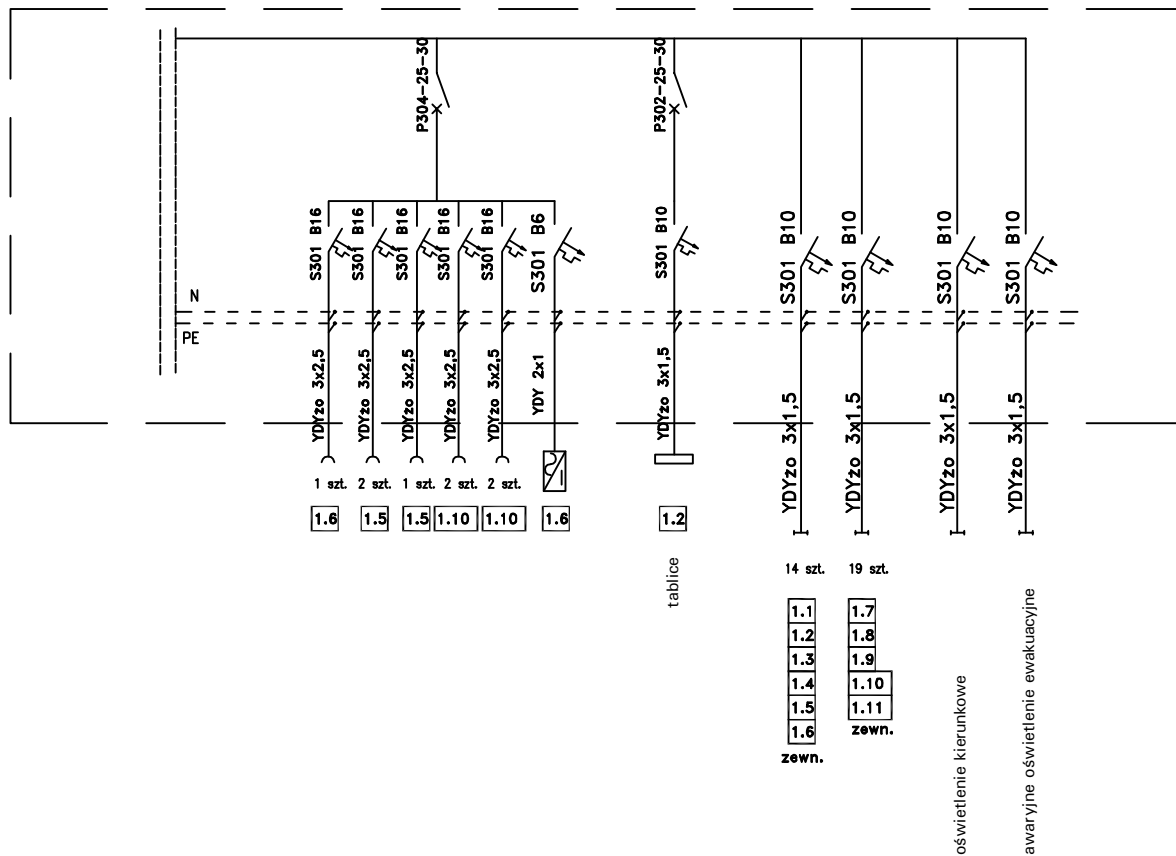 P304-25-30
P302-25-30
S301 B16
S301 B16
S301 B16
S301 B16
S301 B16
S301 B6
S301 B10
S301 B10
S301 B10
S301 B10
S301 B10
N
PE
YDYżo 3x2,5
YDYżo 3x2,5
YDYżo 3x2,5
YDYżo 3x2,5
YDYżo 3x2,5
YDY 2x1
YDYżo 3x1,5
YDYżo 3x1,5
YDYżo 3x1,5
YDYżo 3x1,5
YDYżo 3x1,5
1 szt. 2 szt. 1 szt. 2 szt. 2 szt.
1.6 1.5 1.5 1.10 1.10 1.6 1.2
tablice
14 szt.
1.1
1.2
1.3
1.4
1.5
1.6
zewn.
19 szt.
1.7
1.8
1.9
1.10
1.11
zewn.
oświetlenie kierunkowe
awaryjne oświetlenie ewakuacyjne